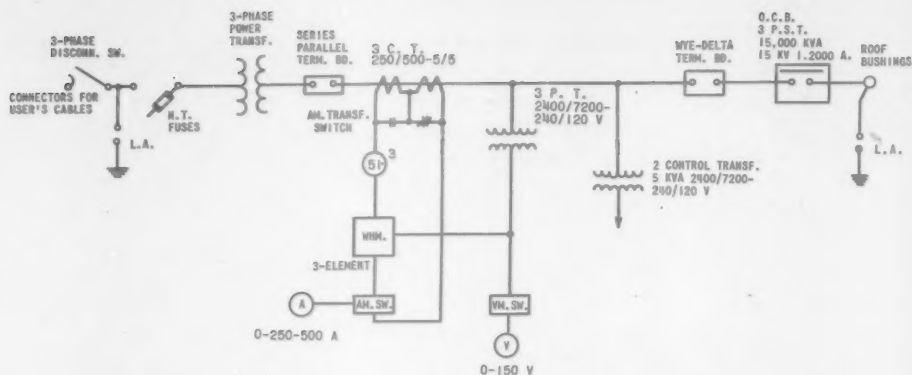 3-PHASE
DISCONN. SW.
CONNECTORS FOR
USER'S CABLES
L.A.
H.T.
FUSES
3-PHASE
POWER
TRANSF.
SERIES
PARALLEL
TERM. BD.
3 C. T.
250/500-5/5
AM. TRANSF.
SWITCH
51
3
WHM.
3-ELEMENT
A
AM. SW.
0-250-500 A
3 P. T.
2400/7200-
240/120 V
VM. SW.
V
0-150 V
2 CONTROL TRANSF.
5 KVA 2400/7200-
240/120 V
WYE-DELTA
TERM. BD.
O.C.B.
3 P.S.T.
15,000 KVA
15 KV 1.2000 A.
ROOF
BUSHINGS
L.A.